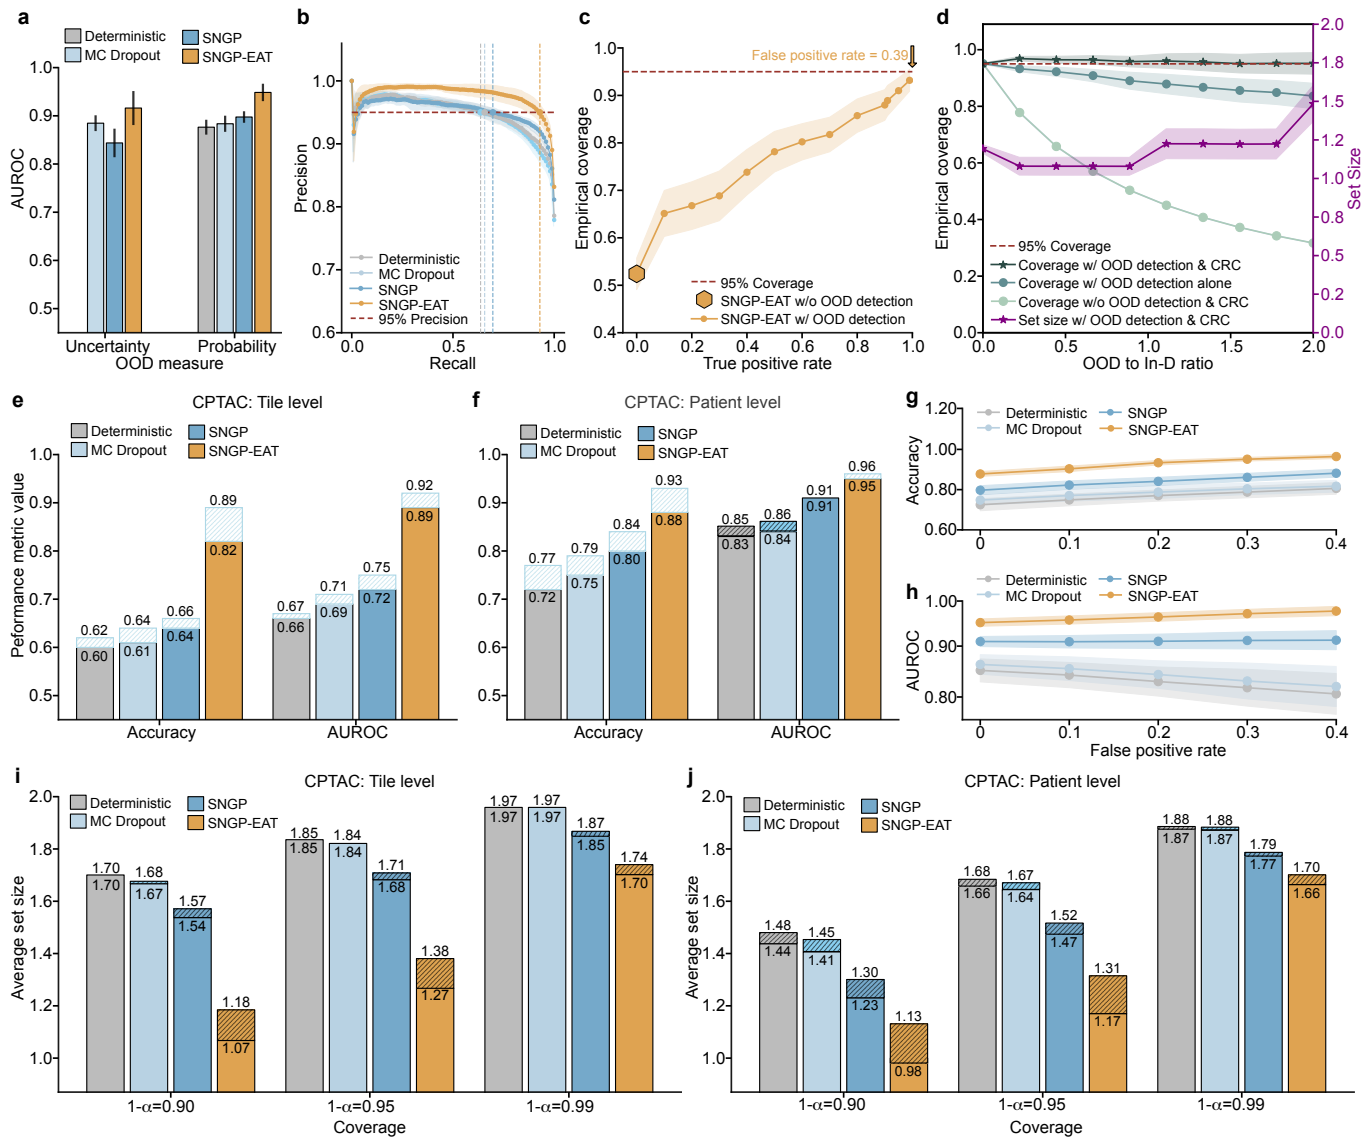 a
Deterministic
MC Dropout
SNGP
SNGP-EAT
1.0
0.9
0.8
0.7
0.6
0.5
AUROC
Uncertainty
Probability
OOD measure
b
1.0
0.9
0.8
0.7
0.6
Precision
Deterministic
MC Dropout
SNGP
SNGP-EAT
95% Precision
0.0
0.5
1.0
Recall
c
1.0
0.9
0.8
0.7
0.6
0.5
0.4
Empirical coverage
False positive rate = 0.39
95% Coverage
SNGP-EAT w/o OOD detection
SNGP-EAT w/ OOD detection
0.0
0.2
0.4
0.6
0.8
1.0
True positive rate
d
1.0
0.8
0.6
0.4
0.2
0.0
Empirical coverage
95% Coverage
Coverage w/ OOD detection & CRC
Coverage w/ OOD detection alone
Coverage w/o OOD detection & CRC
Set size w/ OOD detection & CRC
0.0
0.5
1.0
1.5
2.0
OOD to In-D ratio
2.0
1.8
1.5
1.2
1.0
0.8
0.5
0.2
0.0
Set Size
e
CPTAC: Tile level
Deterministic
MC Dropout
SNGP
SNGP-EAT
1.0
0.9
0.8
0.7
0.6
0.5
Peformance metric value
0.62
0.60
0.64
0.61
0.66
0.64
0.89
0.82
0.67
0.66
0.71
0.69
0.75
0.72
0.92
0.89
Accuracy
AUROC
f
CPTAC: Patient level
Deterministic
MC Dropout
SNGP
SNGP-EAT
1.0
0.9
0.8
0.7
0.6
0.5
0.77
0.72
0.79
0.75
0.84
0.80
0.93
0.88
0.85
0.83
0.86
0.84
0.91
0.91
0.96
0.95
Accuracy
AUROC
g
1.20
1.00
0.80
0.60
Accuracy
Deterministic
MC Dropout
SNGP
SNGP-EAT
0
0.1
0.2
0.3
0.4
h
1.00
0.90
0.80
AUROC
Deterministic
MC Dropout
SNGP
SNGP-EAT
0
0.1
0.2
0.3
0.4
False positive rate
i
CPTAC: Tile level
Deterministic
MC Dropout
SNGP
SNGP-EAT
2.0
1.8
1.6
1.4
1.2
1.0
Average set size
1.70
1.70
1.68
1.67
1.57
1.54
1.18
1.07
1.85
1.85
1.84
1.84
1.71
1.68
1.38
1.27
1.97
1.97
1.97
1.97
1.87
1.85
1.74
1.70
1-α=0.90
1-α=0.95
1-α=0.99
Coverage
j
CPTAC: Patient level
Deterministic
MC Dropout
SNGP
SNGP-EAT
2.0
1.8
1.6
1.4
1.2
1.0
Average set size
1.48
1.44
1.45
1.41
1.30
1.23
1.13
0.98
1.68
1.66
1.67
1.64
1.52
1.47
1.31
1.17
1.88
1.87
1.88
1.87
1.79
1.77
1.70
1.66
1-α=0.90
1-α=0.95
1-α=0.99
Coverage